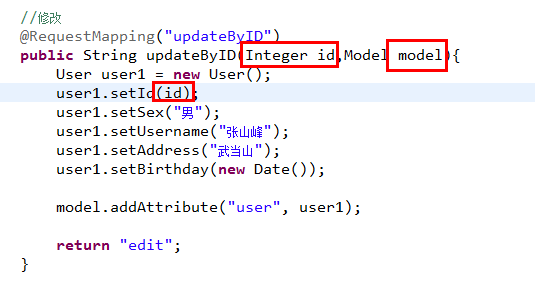 //修改
@RequestMapping("updateByID")
public String updateByID(Integer id,Model model){
User user1 = new User();
user1.setId(id);
user1.setSex("男");
user1.setUsername("张山峰");
user1.setAddress("武当山");
user1.setBirthday(new Date());
model.addAttribute("user", user1);
return "edit";
}